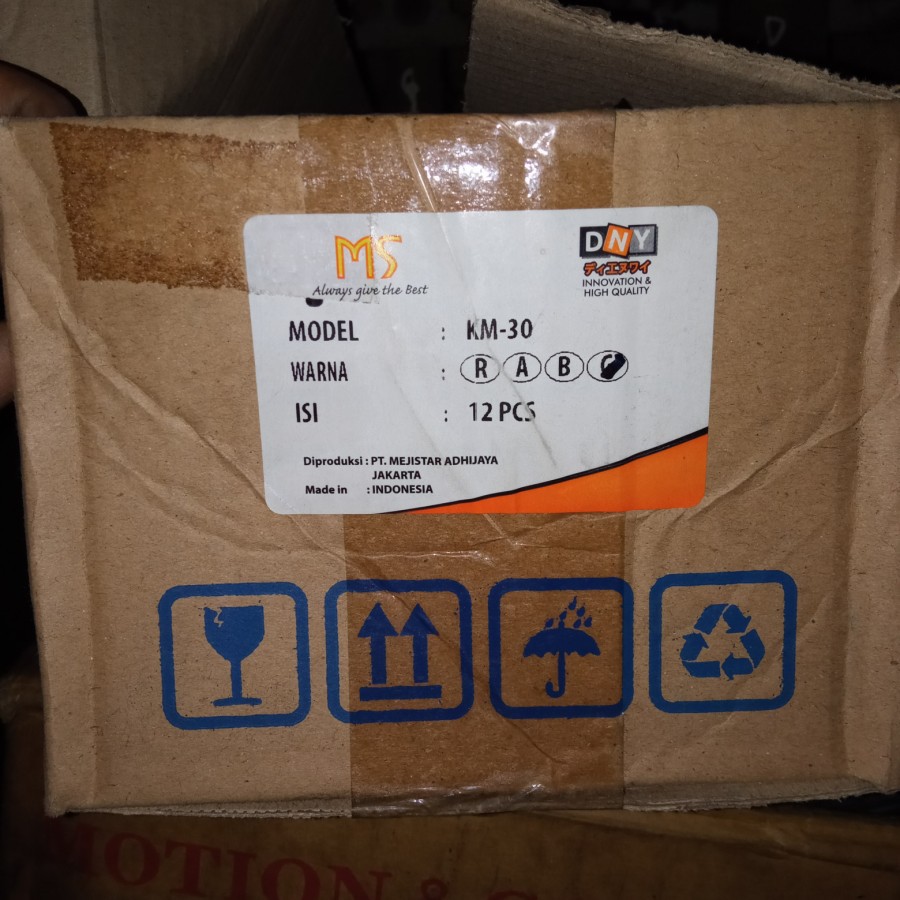 MS
Always give the Best
DNY
ディエヌワイ
INNOVATION &
HIGH QUALITY
MODEL : KM-30
WARNA : R A B
ISI : 12 PCS
Diproduksi : PT. MEJISTAR ADHIJAYA
JAKARTA
Made in : INDONESIA
MOTION &